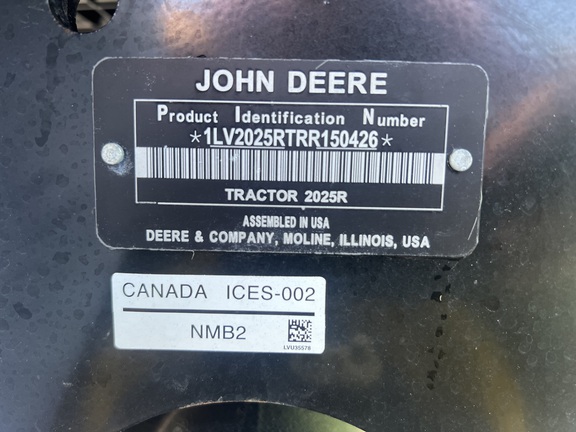 JOHN DEERE
Product Identification Number
*1LV2025RTRR150426*
TRACTOR 2025R
ASSEMBLED IN USA
DEERE & COMPANY, MOLINE, ILLINOIS, USA
CANADA ICES-002
NMB2
LVU35578